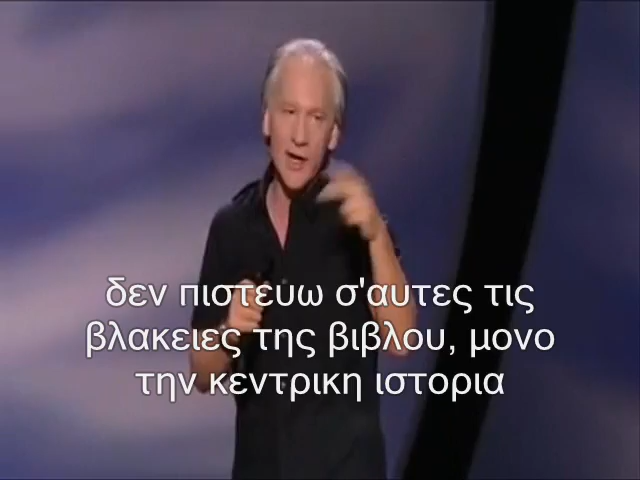 δεν πιστευω σ'αυτες τις
βλακειες της βιβλου, μονο
την κεντρικη ιστορια